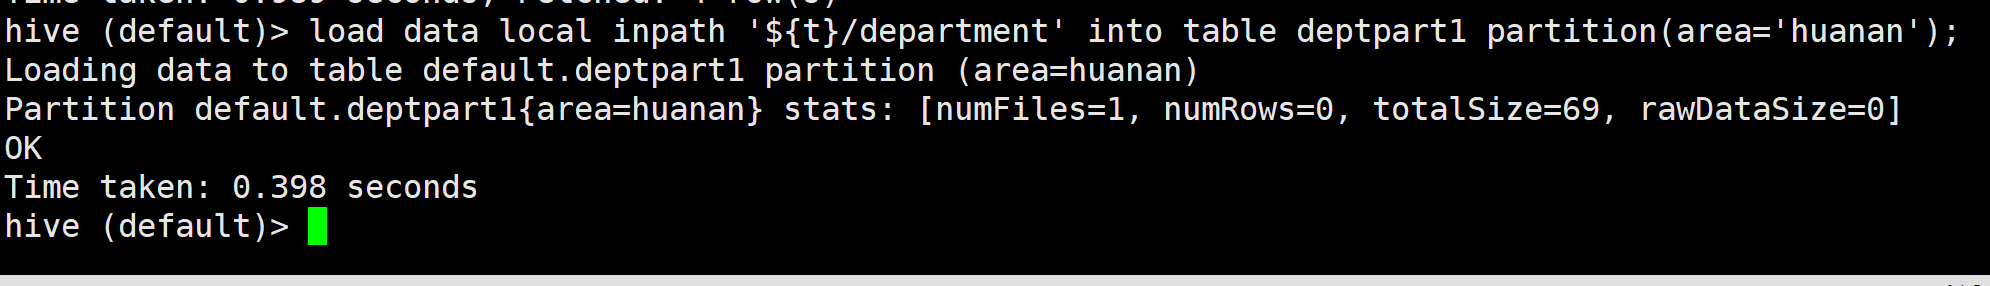 hive (default)> load data local inpath '${t}/department' into table deptpart1 partition(area='huanan');
Loading data to table default.deptpart1 partition (area=huanan)
Partition default.deptpart1{area=huanan} stats: [numFiles=1, numRows=0, totalSize=69, rawDataSize=0]
OK
Time taken: 0.398 seconds
hive (default)>